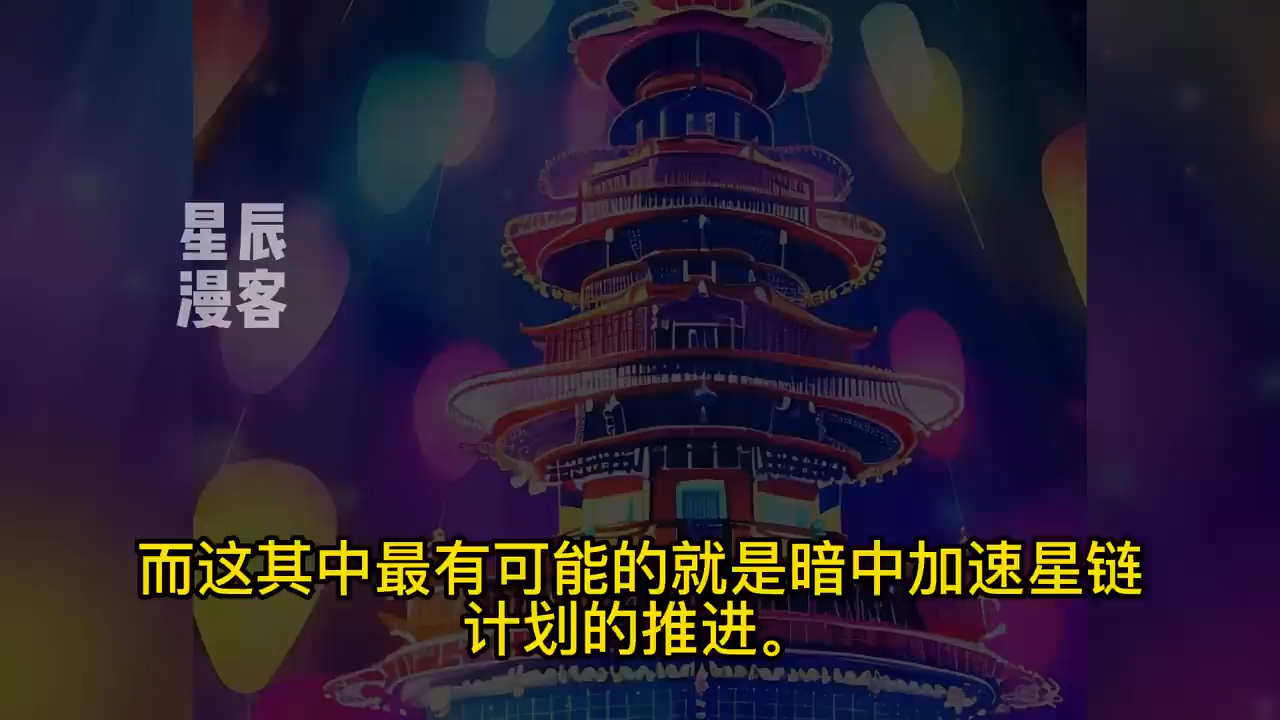 星辰
漫客
而这其中最有可能的就是暗中加速星链
计划的推进。